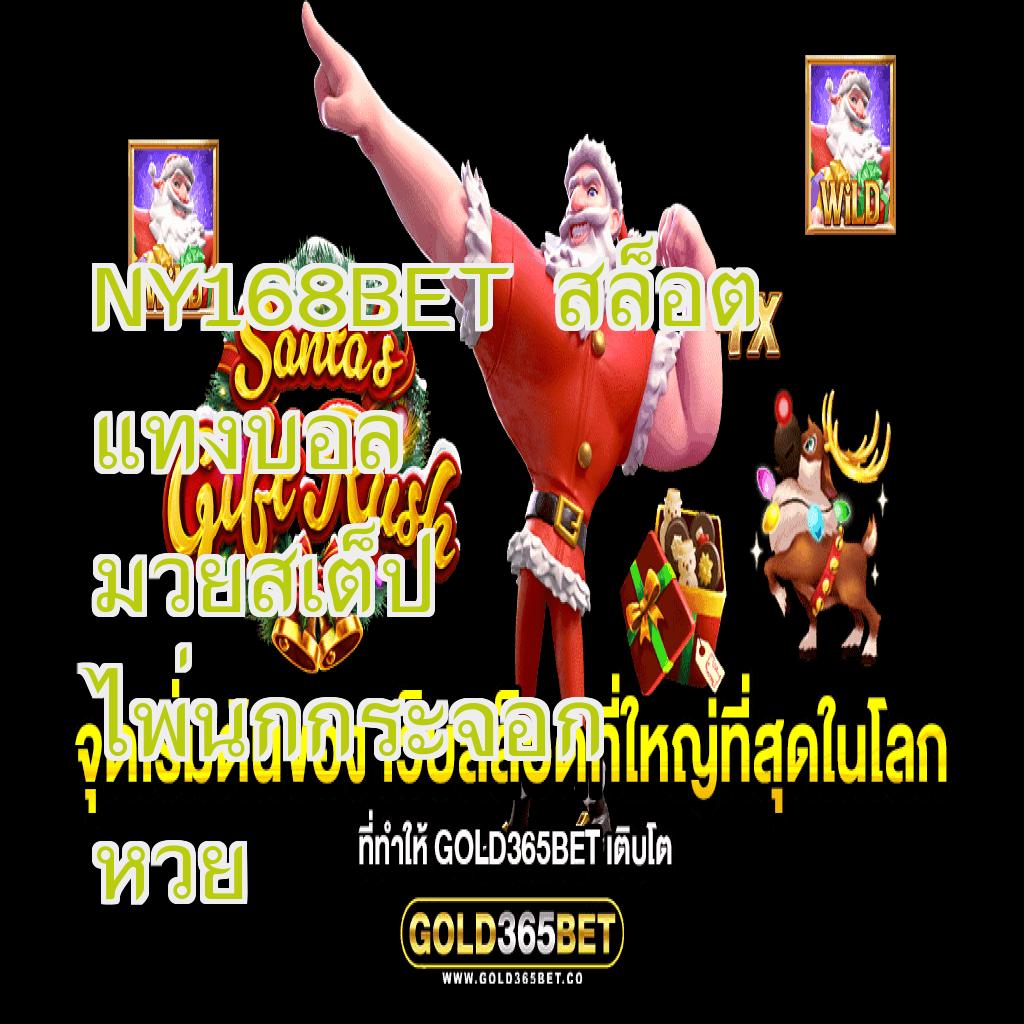 WILD
NY168BET สล็อต
Santa's
แทงบอล
Gift Rush
มวยสเต็ป
ไพ่นกกระจอก
ที่ใหญ่ที่สุดในโลก
ที่ทำให้ GOLD365BET เติบโต
หวย
GOLD365BET
WWW.GOLD365BET.CO